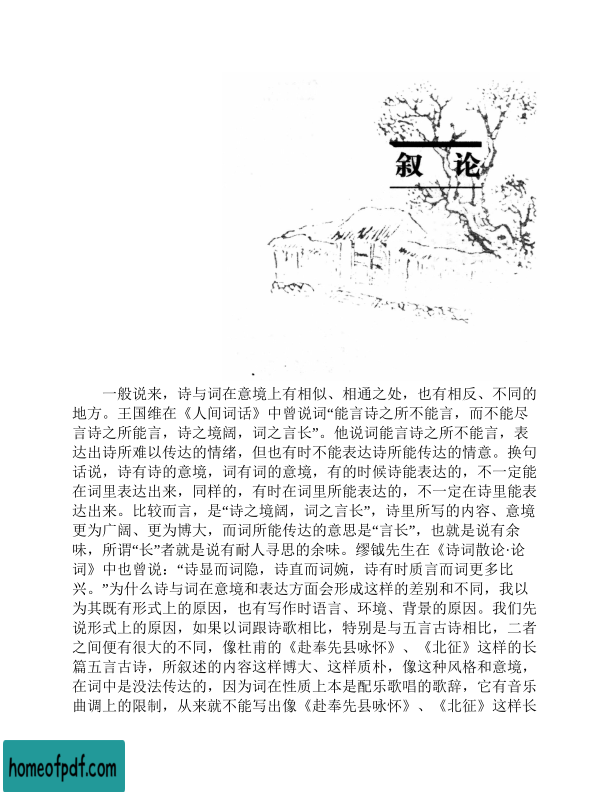 叙 论
一般说来，诗与词在意境上有相似、相通之处，也有相反、不同的
地方。王国维在《人间词话》中曾说词“能言诗之所不能言，而不能尽
言诗之所能言，诗之境阔，词之言长”。他说词能言诗之所不能言，表
达出诗所难以传达的情绪，但也有时不能表达诗所能传达的情意。换句
话说，诗有诗的意境，词有词的意境，有的时候诗能表达的，不一定能
在词里表达出来，同样的，有时在词里所能表达的，不一定在诗里能表
达出来。比较而言，是“诗之境阔，词之言长”，诗里所写的内容、意境
更为广阔、更为博大，而词所能传达的意思是“言长”，也就是说有余
味，所谓“长”者就是说有耐人寻思的余味。缪钺先生在《诗词散论·论
词》中也曾说：“诗显而词隐，诗直而词婉，诗有时质言而词更多比
兴。”为什么诗与词在意境和表达方面会形成这样的差别和不同，我以
为其既有形式上的原因，也有写作时语言、环境、背景的原因。我们先
说形式上的原因，如果以词跟诗歌相比，特别是与五言古诗相比，二者
之间便有很大的不同，像杜甫的《赴奉先县咏怀》、《北征》这样的长
篇五言古诗，所叙述的内容这样博大、这样质朴，像这种风格和意境，
在词中是没法传达的，因为词在性质上本是配乐歌唱的歌辞，它有音乐
曲调上的限制，从来就不能写出像《赴奉先县咏怀》、《北征》这样长
homeofpdf.com